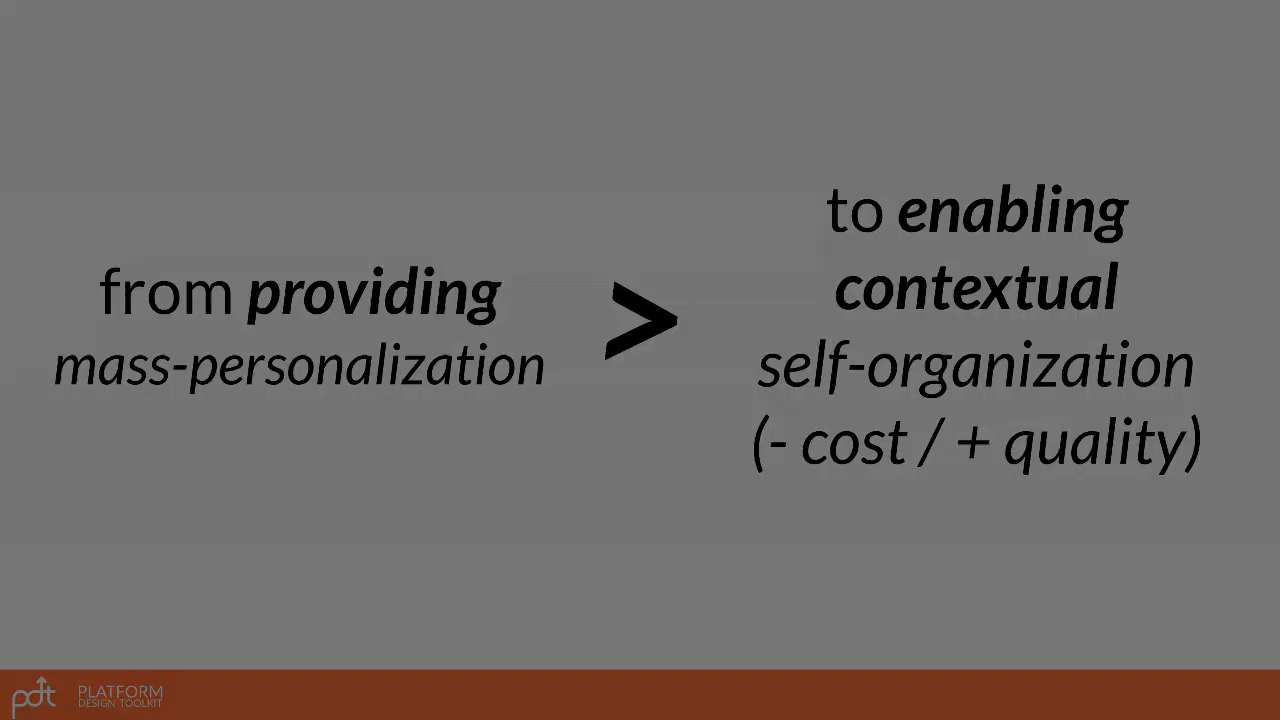 from providing
mass-personalization
>
to enabling
contextual
self-organization
(- cost / + quality)
pdt
PLATFORM
DESIGN TOOLKIT